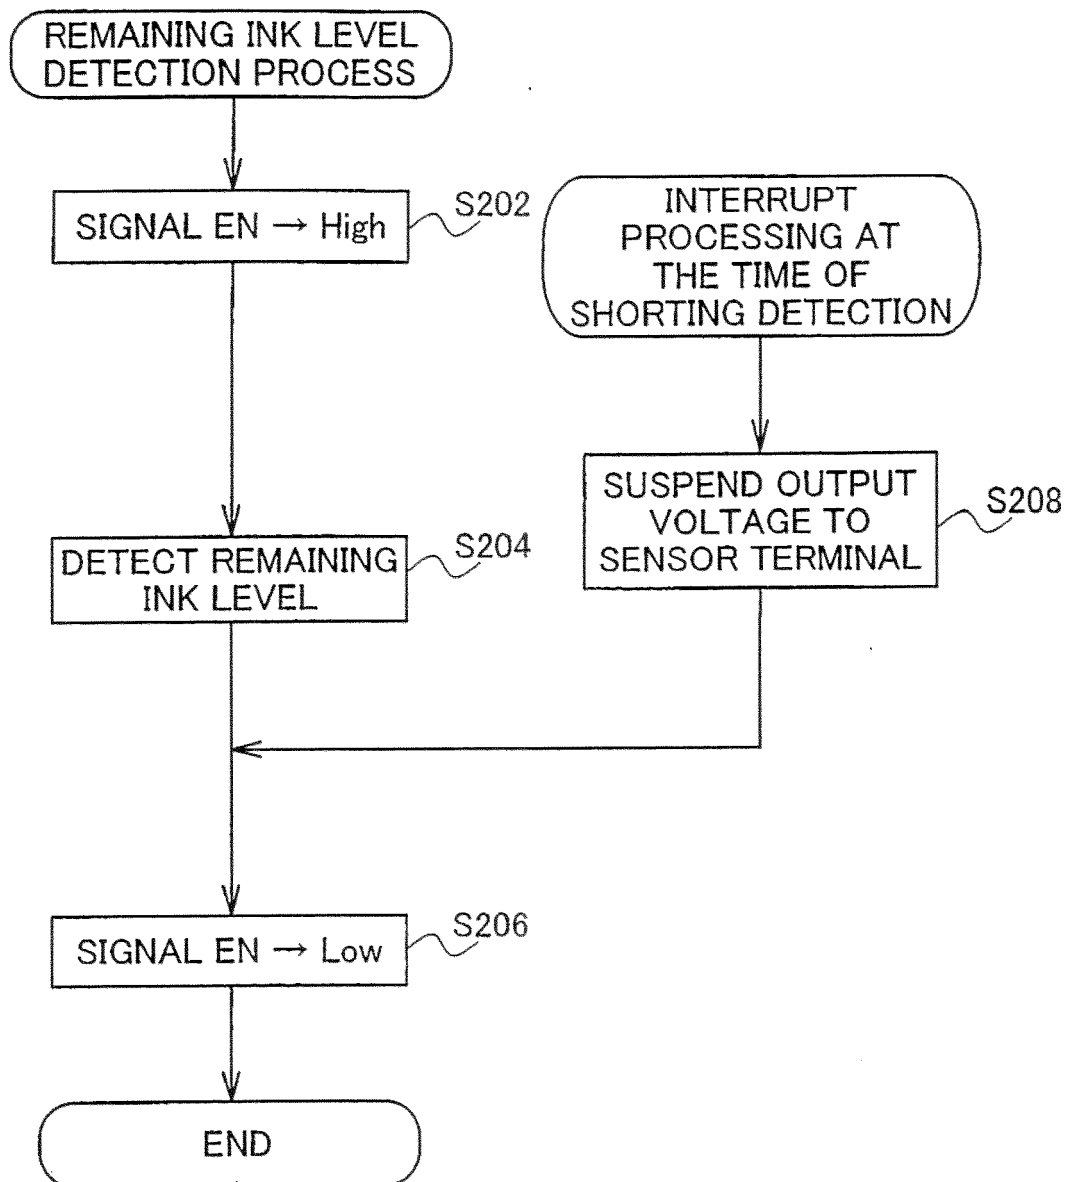 REMAINING INK LEVEL
DETECTION PROCESS
SIGNAL EN → High
S202
INTERRUPT
PROCESSING AT
THE TIME OF
SHORTING DETECTION
SUSPEND OUTPUT
VOLTAGE TO
SENSOR TERMINAL
S208
DETECT REMAINING
INK LEVEL
S204
SIGNAL EN → Low
S206
END